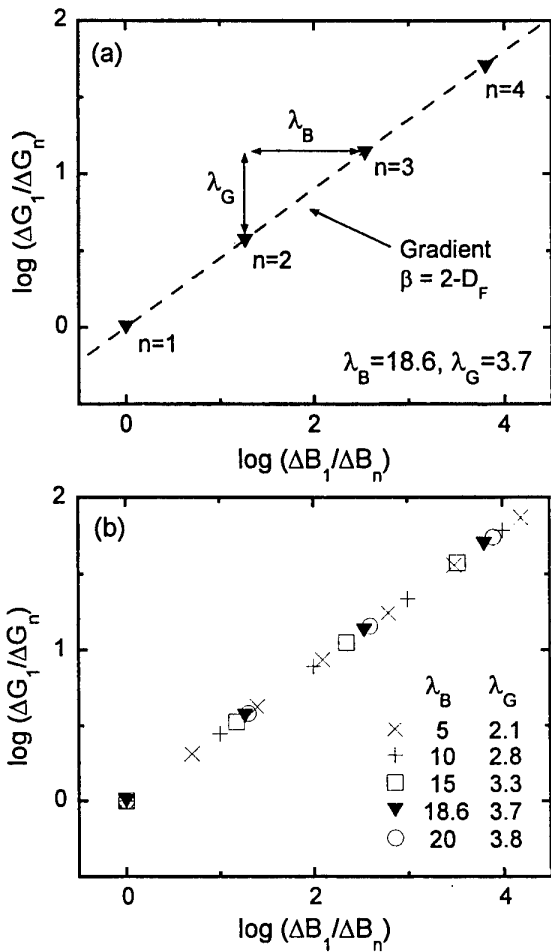 2
(a)
n=4
λ_B
1
λ_G
n=3
n=2
Gradient
β = 2-D_F
0
n=1
λ_B=18.6, λ_G=3.7
0 2 4
log (ΔG_1/ΔG_n)
log (ΔB_1/ΔB_n)
2
(b)
1
0
λ_B λ_G
× 5 2.1
+ 10 2.8
□ 15 3.3
▼ 18.6 3.7
○ 20 3.8
0 2 4
log (ΔG_1/ΔG_n)
log (ΔB_1/ΔB_n)